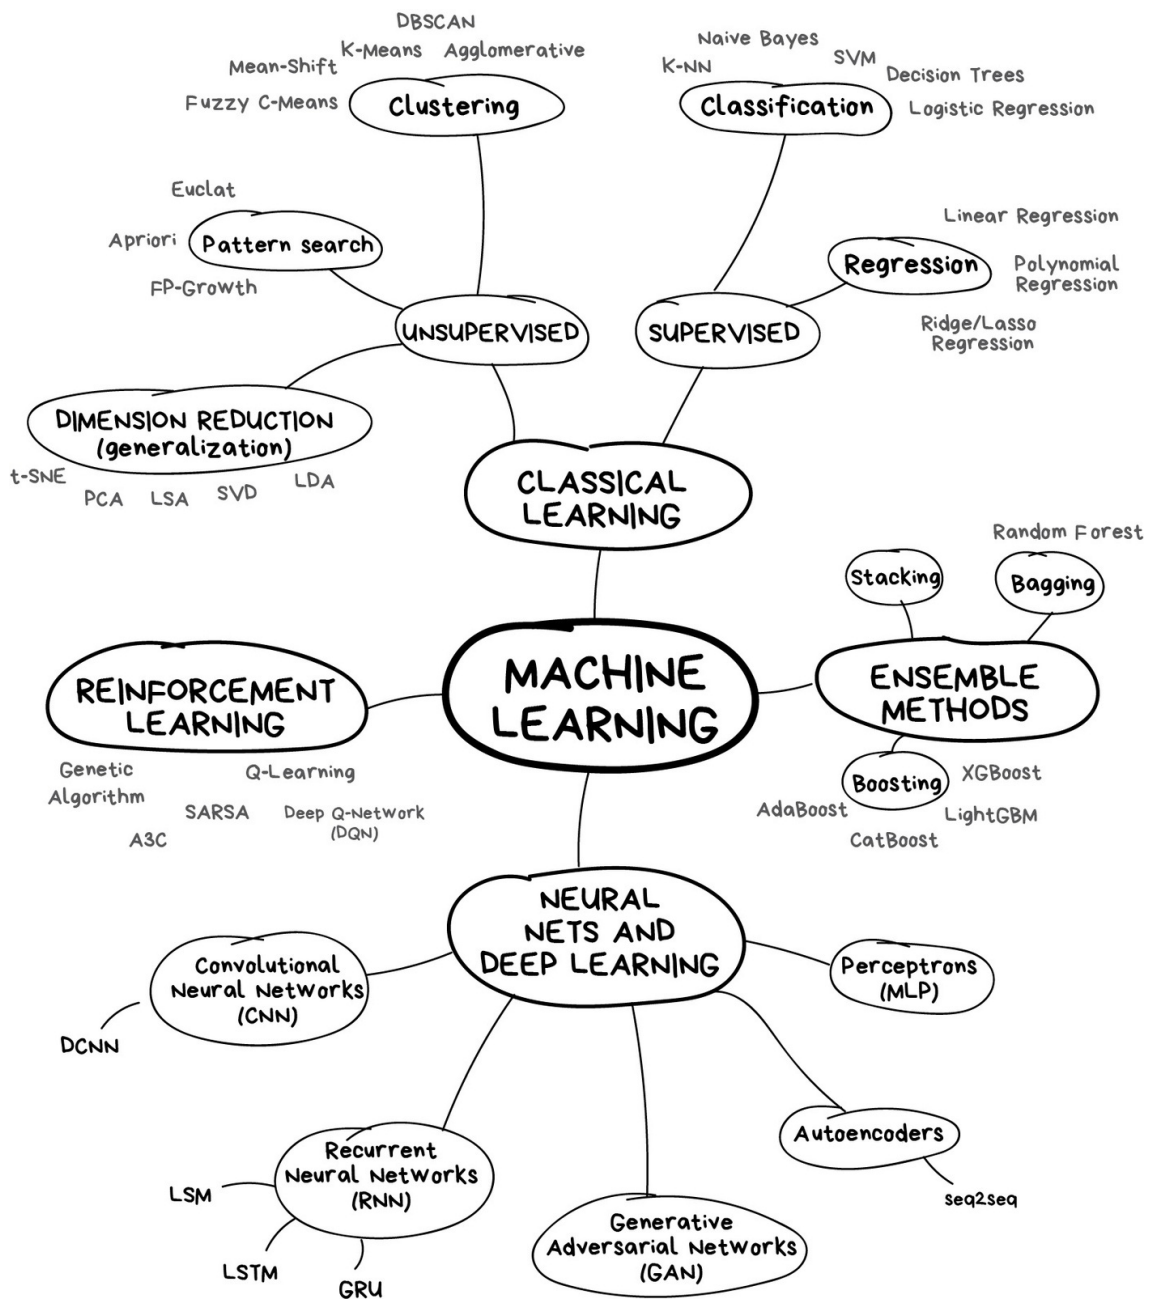 DBSCAN
K-Means
Agglomerative
Mean-Shift
Fuzzy C-Means
Clustering
Naive Bayes
K-NN
SVM
Decision Trees
Classification
Logistic Regression
Euclat
Apriori
Pattern search
FP-Growth
Linear Regression
Regression
Polynomial
Regression
Ridge/Lasso
Regression
UNSUPERVISED
SUPERVISED
DIMENSION REDUCTION
(generalization)
t-SNE
PCA
LSA
SVD
LDA
CLASSICAL
LEARNING
Random Forest
Stacking
Bagging
REINFORCEMENT
LEARNING
MACHINE
LEARNING
ENSEMBLE
METHODS
Genetic
Algorithm
Q-Learning
SARSA
Deep Q-Network
(DQN)
A3C
Boosting
XGBoost
AdaBoost
LightGBM
CatBoost
NEURAL
NETS AND
DEEP LEARNING
Convolutional
Neural Networks
(CNN)
DCNN
Perceptrons
(MLP)
Recurrent
Neural Networks
(RNN)
LSM
LSTM
GRU
Autoencoders
seq2seq
Generative
Adversarial Networks
(GAN)